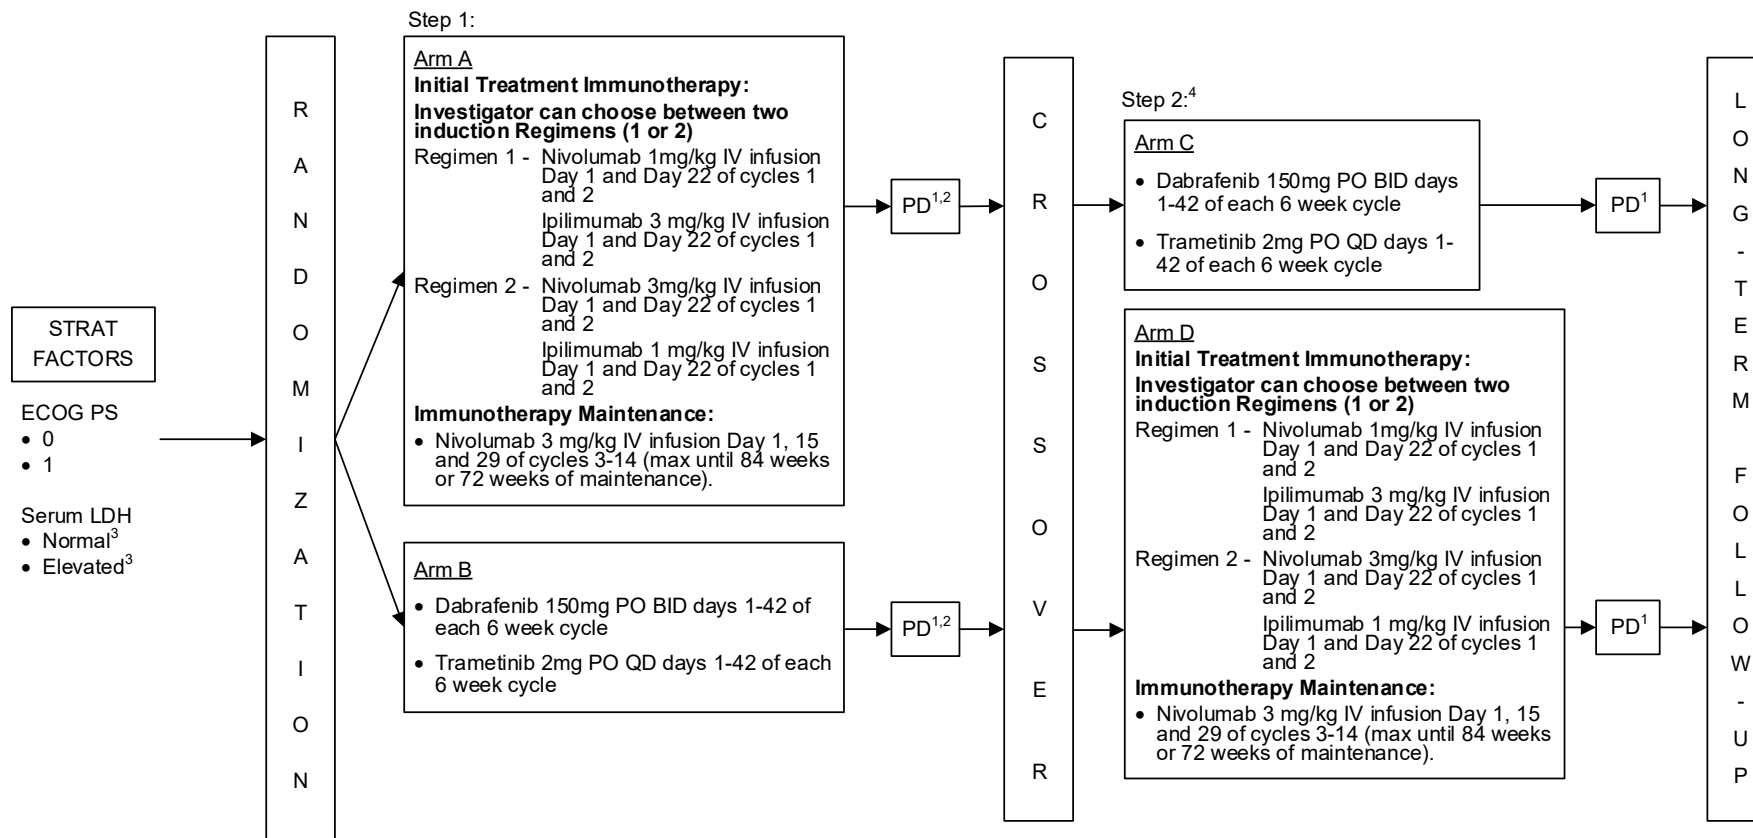 STRAT
FACTORS
ECOG PS
• 0
• 1
Serum LDH
• Normal3
• Elevated3
R
A
N
D
O
M
I
Z
A
T
I
O
N
Step 1:
Arm A
Initial Treatment Immunotherapy:
Investigator can choose between two
induction Regimens (1 or 2)
Regimen 1 - Nivolumab 1mg/kg IV infusion
Day 1 and Day 22 of cycles 1
and 2
Ipilimumab 3 mg/kg IV infusion
Day 1 and Day 22 of cycles 1
and 2
Regimen 2 - Nivolumab 3mg/kg IV infusion
Day 1 and Day 22 of cycles 1
and 2
Ipilimumab 1 mg/kg IV infusion
Day 1 and Day 22 of cycles 1
and 2
Immunotherapy Maintenance:
• Nivolumab 3 mg/kg IV infusion Day 1, 15
and 29 of cycles 3-14 (max until 84 weeks
or 72 weeks of maintenance).
Arm B
• Dabrafenib 150mg PO BID days 1-42 of
each 6 week cycle
• Trametinib 2mg PO QD days 1-42 of each
6 week cycle
PD1,2
PD1,2
C
R
O
S
S
O
V
E
R
Step 2:4
Arm C
• Dabrafenib 150mg PO BID days
1-42 of each 6 week cycle
• Trametinib 2mg PO QD days 1-
42 of each 6 week cycle
Arm D
Initial Treatment Immunotherapy:
Investigator can choose between two
induction Regimens (1 or 2)
Regimen 1 - Nivolumab 1mg/kg IV infusion
Day 1 and Day 22 of cycles 1
and 2
Ipilimumab 3 mg/kg IV infusion
Day 1 and Day 22 of cycles 1
and 2
Regimen 2 - Nivolumab 3mg/kg IV infusion
Day 1 and Day 22 of cycles 1
and 2
Ipilimumab 1 mg/kg IV infusion
Day 1 and Day 22 of cycles 1
and 2
Immunotherapy Maintenance:
• Nivolumab 3 mg/kg IV infusion Day 1, 15
and 29 of cycles 3-14 (max until 84 weeks
or 72 weeks of maintenance).
PD1
PD1
L
O
N
G
-
T
E
R
M
F
O
L
L
O
W
-
U
P